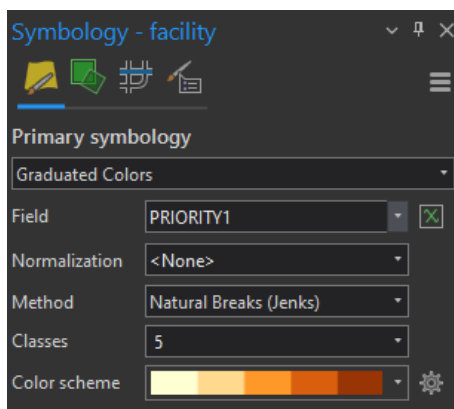 Symbology - facility
Primary symbology
Graduated Colors
Field PRIORITY1
Normalization <None>
Method Natural Breaks (Jenks)
Classes 5
Color scheme